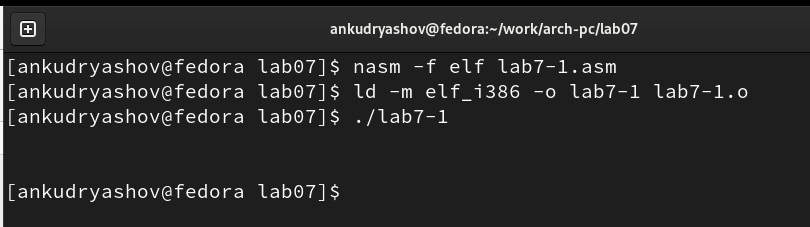 ankudryashov@fedora:~/work/arch-pc/lab07
[ankudryashov@fedora lab07]$ nasm -f elf lab7-1.asm
[ankudryashov@fedora lab07]$ ld -m elf_i386 -o lab7-1 lab7-1.o
[ankudryashov@fedora lab07]$ ./lab7-1
[ankudryashov@fedora lab07]$